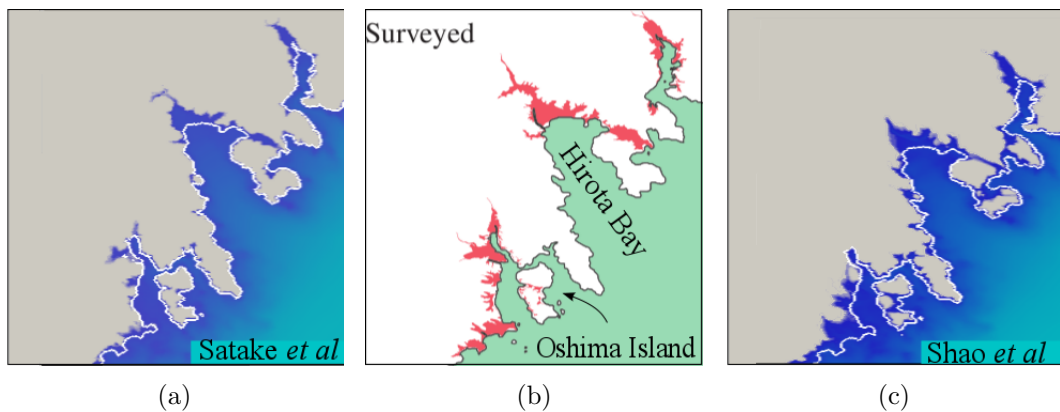 Surveyed
Hirota Bay
Oshima Island
Satake et al
Shao et al
(a)
(b)
(c)